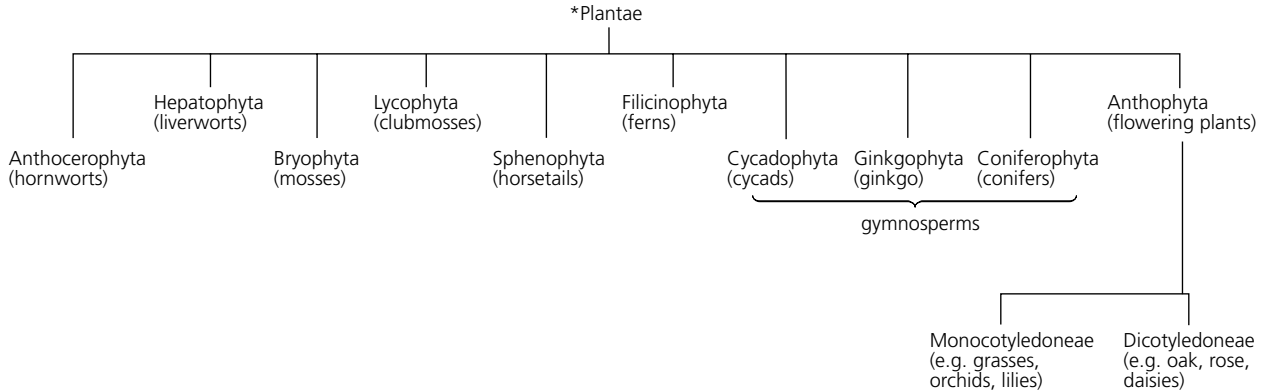 *Plantae
Hepatophyta
(liverworts)
Lycophyta
(clubmosses)
Filicinophyta
(ferns)
Anthophyta
(flowering plants)
Anthocerophyta
(hornworts)
Bryophyta
(mosses)
Sphenophyta
(horsetails)
Cycadophyta
(cycads)
Ginkgophyta
(ginkgo)
Coniferophyta
(conifers)
gymnosperms
Monocotyledoneae
(e.g. grasses,
orchids, lilies)
Dicotyledoneae
(e.g. oak, rose,
daisies)